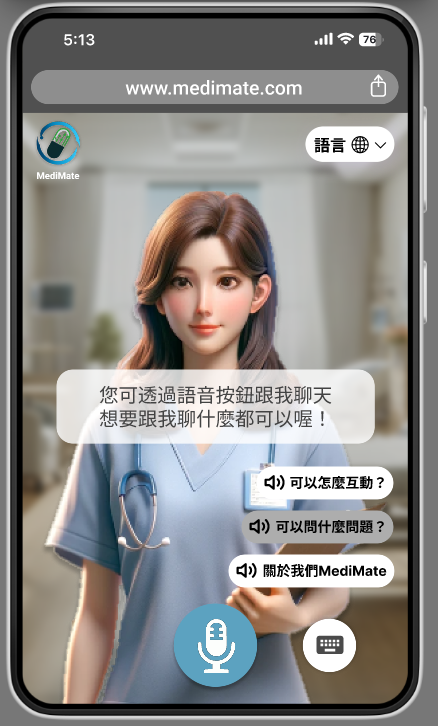 5:13
76
www.medimate.com
MediMate
語言
您可透過語音按鈕跟我聊天
想要跟我聊什麼都可以喔！
可以怎麼互動？
可以問什麼問題？
關於我們MediMate